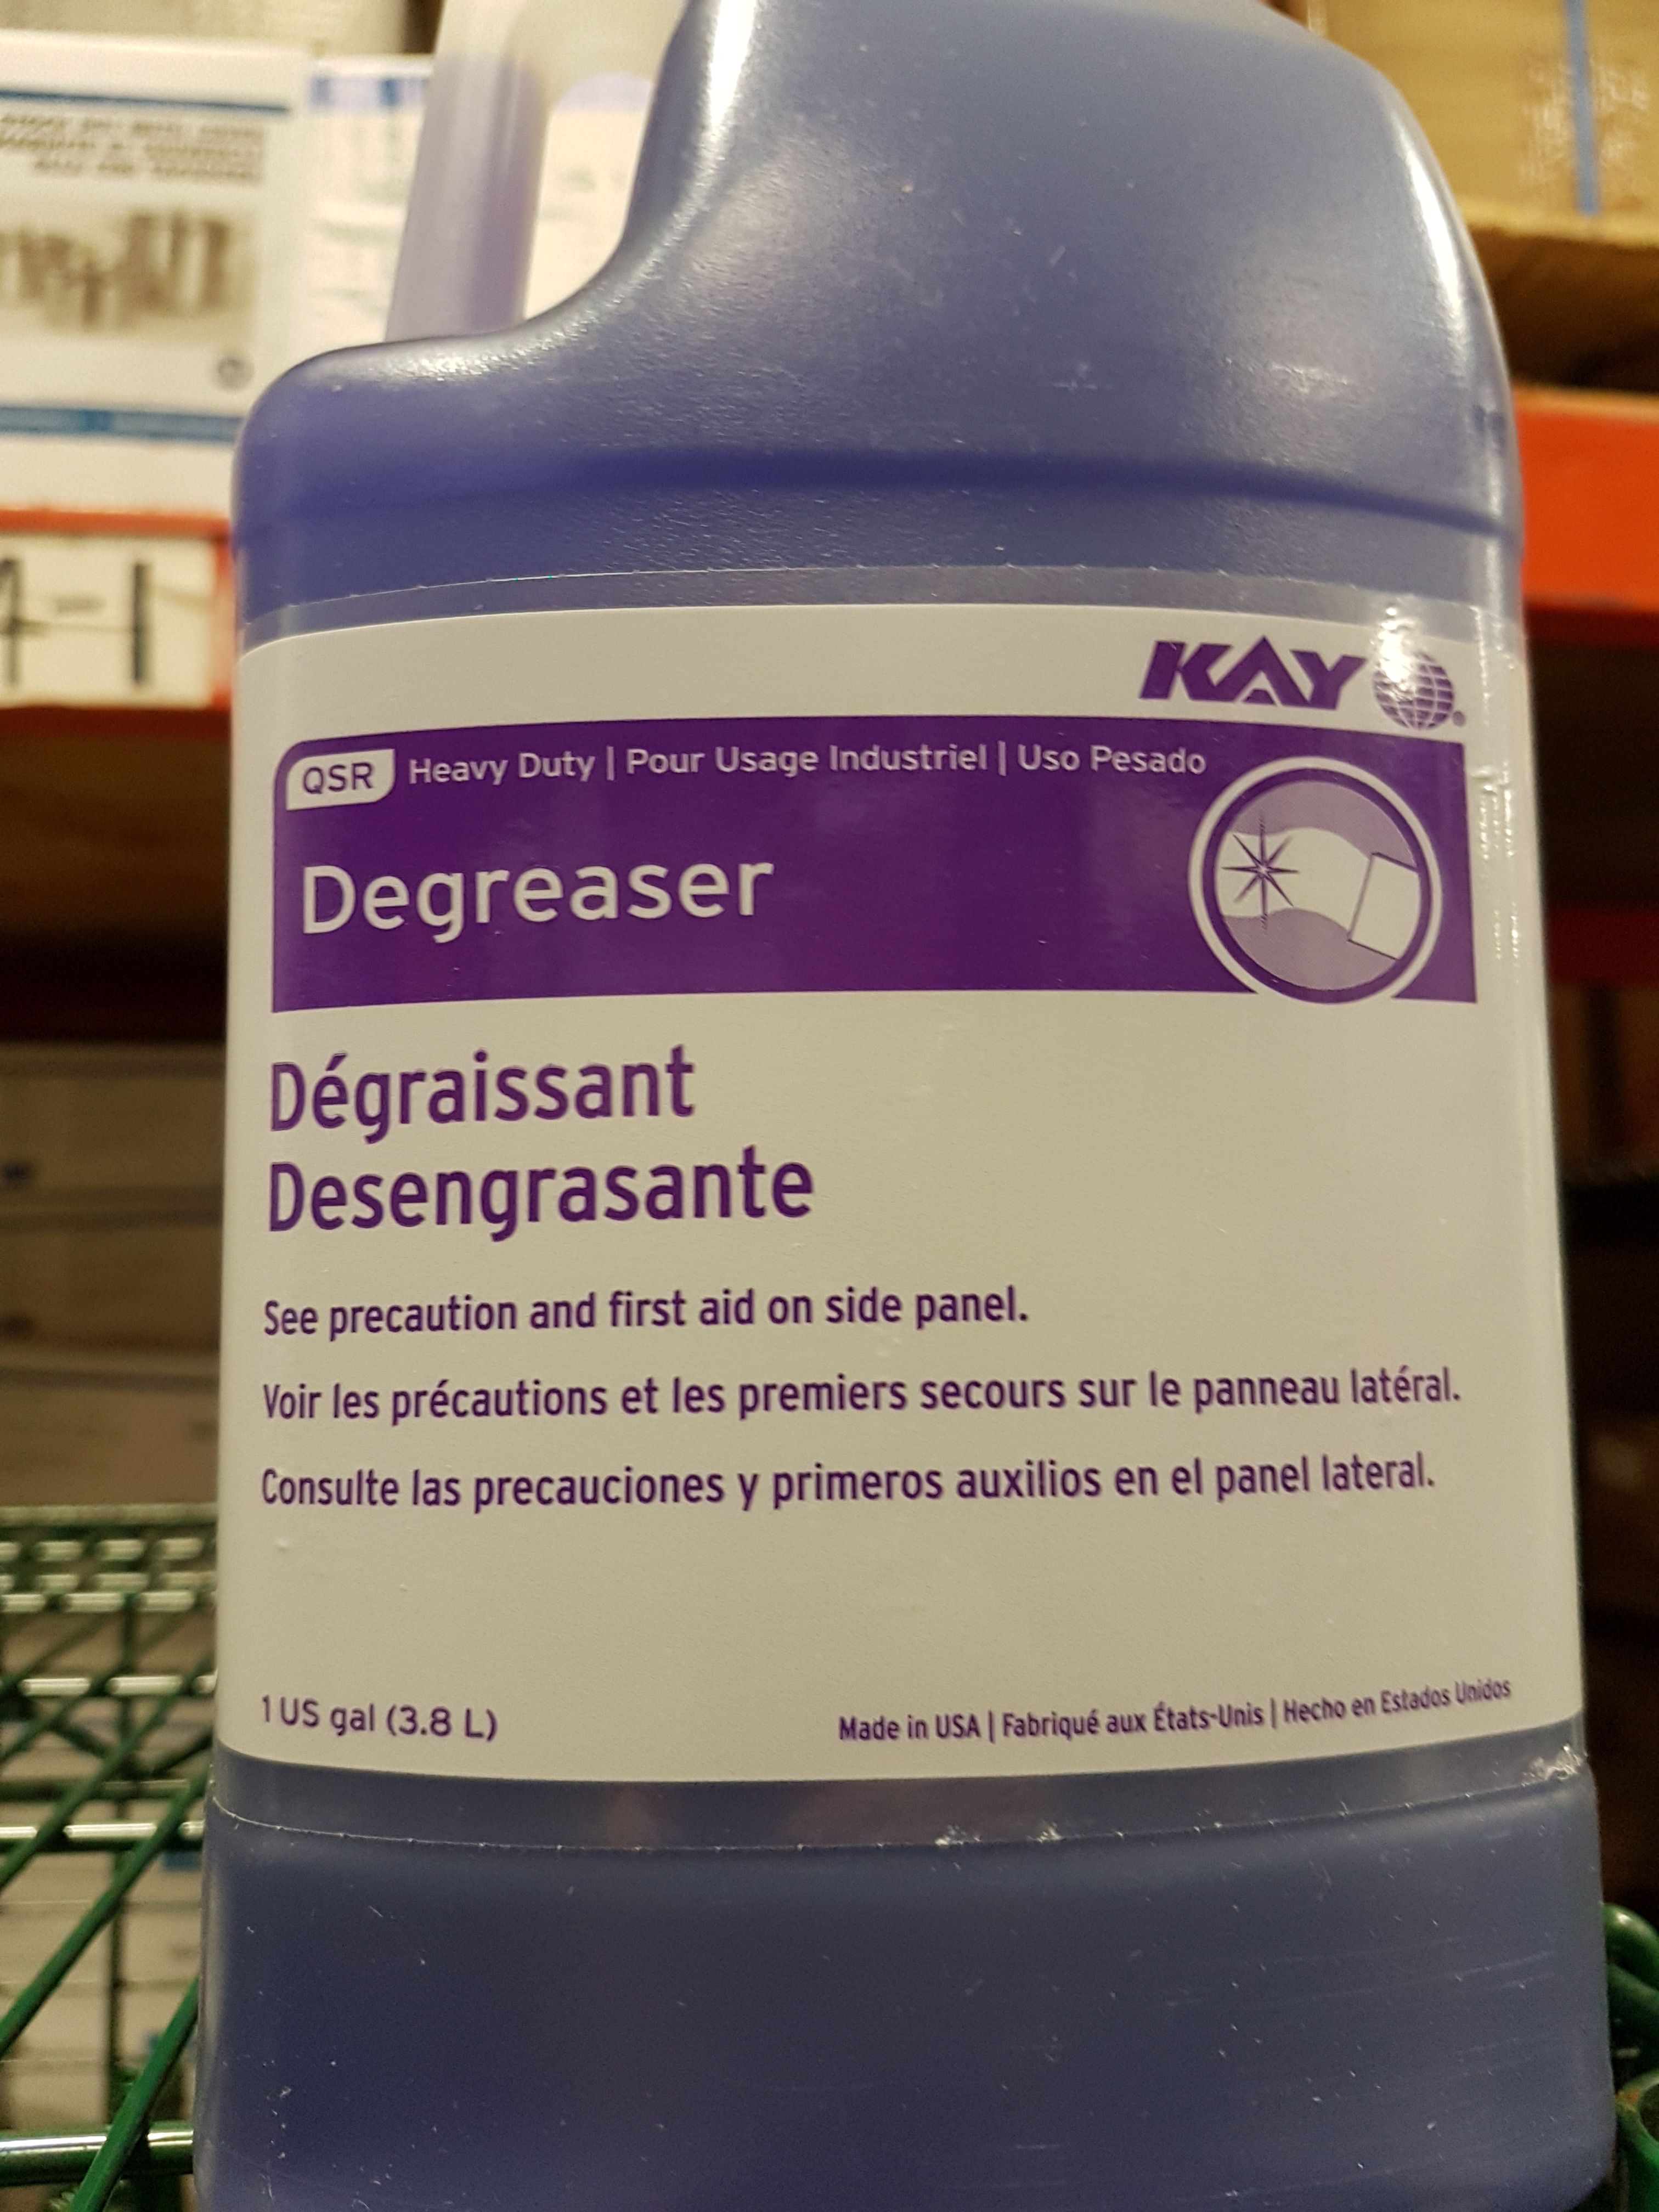 KAY
QSR Heavy Duty | Pour Usage Industriel | Uso Pesado
Degreaser
Dégraissant
Desengrasante
See precaution and first aid on side panel.
Voir les précautions et les premiers secours sur le panneau latéral.
Consulte las precauciones y primeros auxilios en el panel lateral.
1 US gal (3.8 L)
Made in USA | Fabriqué aux États-Unis | Hecho en Estados Unidos